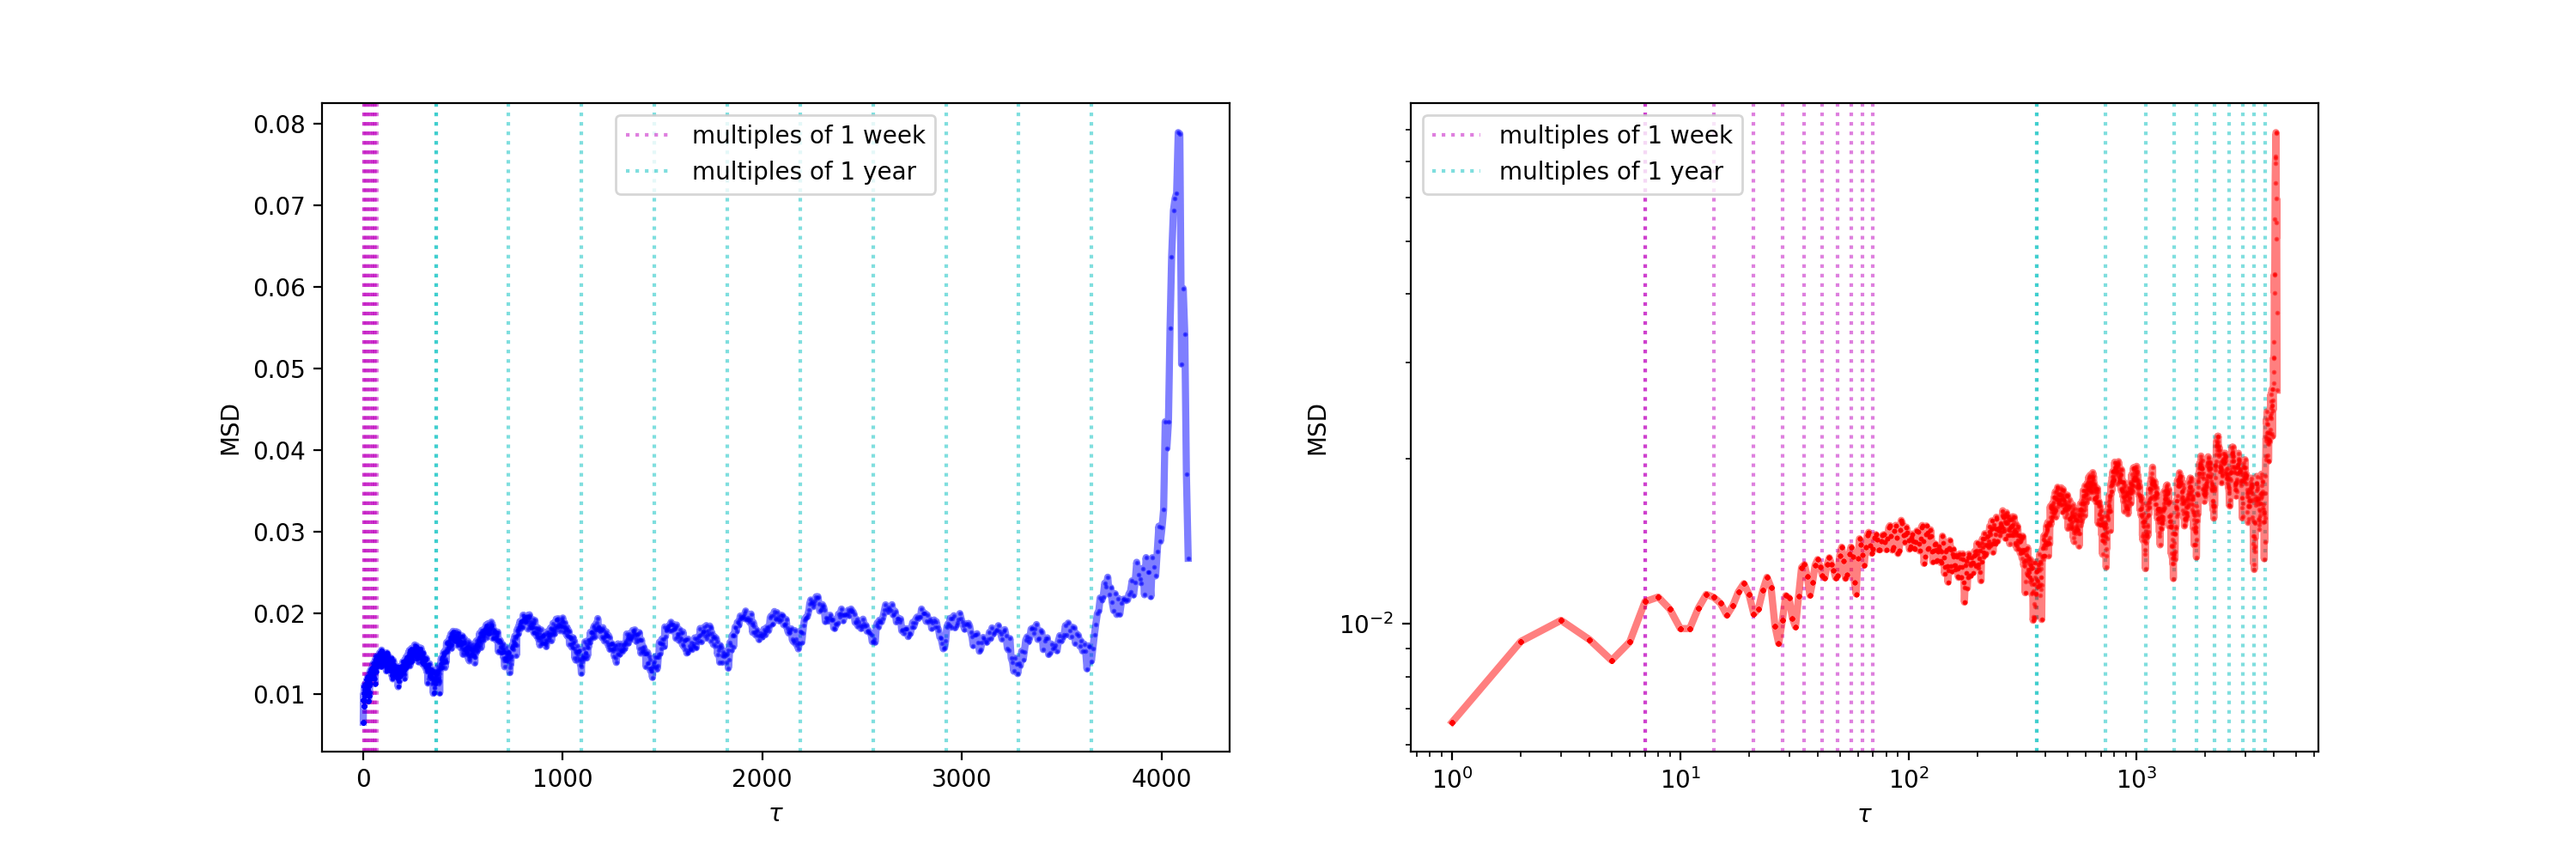 0.08
0.07
0.06
0.05
0.04
0.03
0.02
0.01
MSD
0
1000
2000
3000
4000
τ
multiples of 1 week
multiples of 1 year
MSD
10⁻²
10⁰
10¹
10²
10³
τ
multiples of 1 week
multiples of 1 year